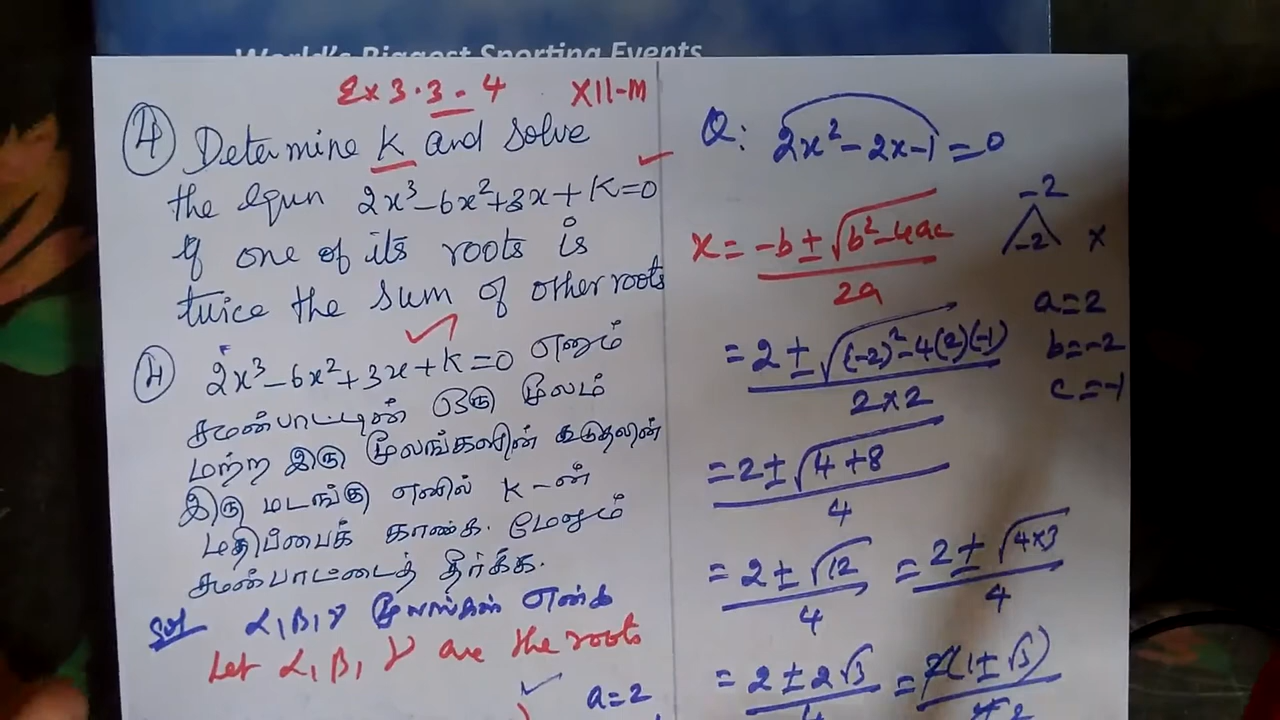 World's Biggest Sporting Events
Ex 3.3-4 XII-M
4 Determine K and solve
the equn 2x³-6x²+3x+K=0
If one of its roots is
twice the sum of other roots
4 2x³-6x²+3x+K=0 எனும்
சமன்பாட்டின் ஒரு மூலம்
மற்ற இரு மூலங்களின் கூடுதலின்
இரு மடங்கு எனில் K-ன்
மதிப்பைக் காண்க. மேலும்
சமன்பாட்டைத் தீர்க்க.
Sol α, β, γ மூலங்கள் என்க
Let α, β, γ are the roots
a=2
Q: 2x²-2x-1=0
-2
-2 x
x = -b±√b²-4ac
2a
a=2
= 2±√(-2)²-4(2)(-1)
b=-2
2×2
c=-1
= 2±√4+8
4
= 2±√12 = 2±√4×3
4 4
= 2±2√3 = 2(1±√3)
4 4 2